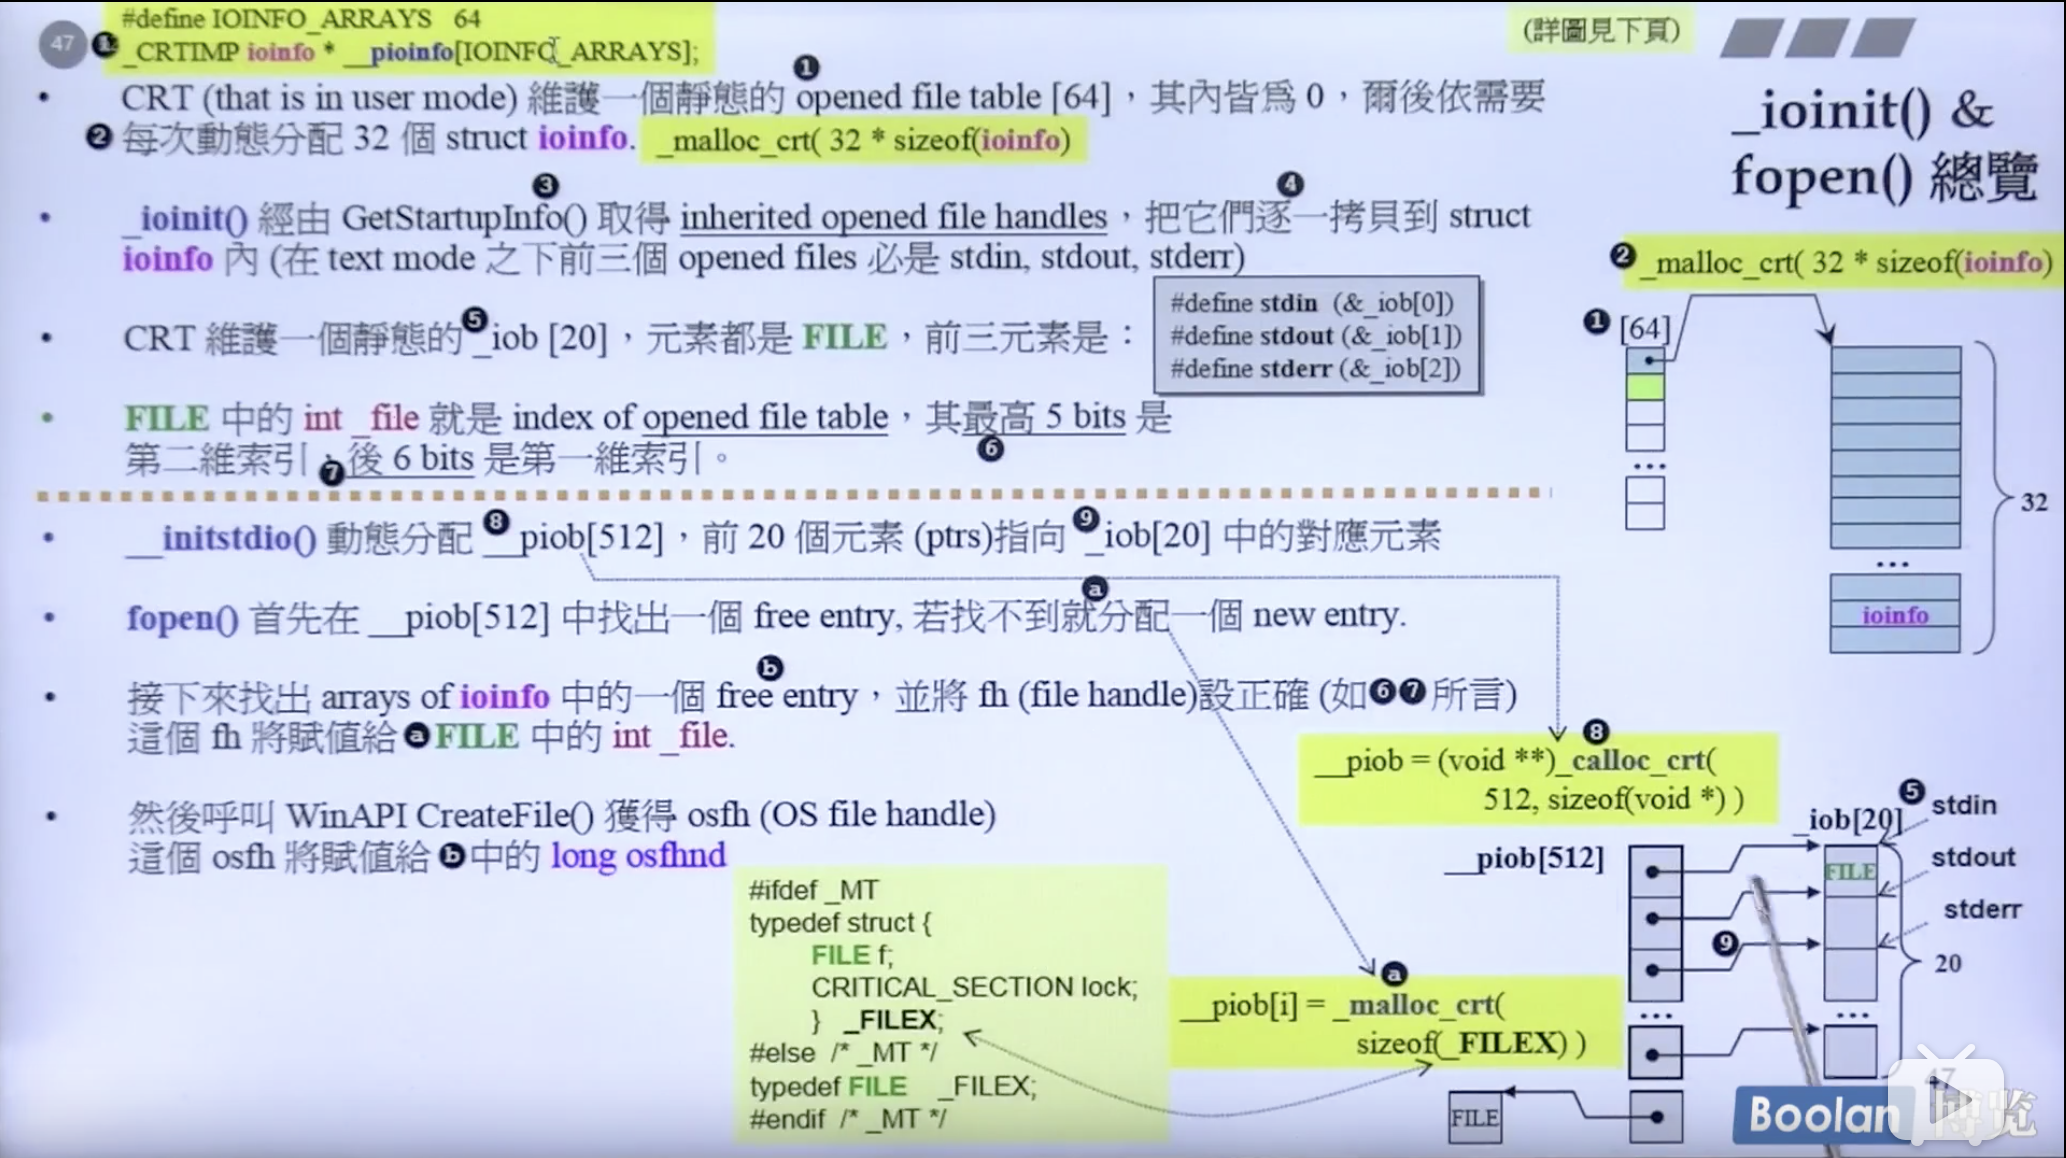 47
#define IOINFO_ARRAYS 64
_CRTIMP ioinfo * __pioinfo[IOINFO_ARRAYS];
(詳圖見下頁)
_ioinit() &
fopen() 總覽
❶
• CRT (that is in user mode) 維護一個靜態的 opened file table [64],其內皆為 0,爾後依需要
❷ 每次動態分配 32 個 struct ioinfo. _malloc_crt( 32 * sizeof(ioinfo)
❸ ❹
• _ioinit() 經由 GetStartupInfo() 取得 inherited opened file handles,把它們逐一拷貝到 struct
ioinfo 內 (在 text mode 之下前三個 opened files 必是 stdin, stdout, stderr)
• CRT 維護一個靜態的❺_iob [20],元素都是 FILE,前三元素是:
#define stdin (&_iob[0])
#define stdout (&_iob[1])
#define stderr (&_iob[2])
• FILE 中的 int _file 就是 index of opened file table,其最高 5 bits 是
❻
第二維索引,❼後 6 bits 是第一維索引。
• __initstdio() 動態分配 ❽__piob[512],前 20 個元素 (ptrs)指向 ❾_iob[20] 中的對應元素
ⓐ
• fopen() 首先在 __piob[512] 中找出一個 free entry, 若找不到就分配一個 new entry.
ⓑ
• 接下來找出 arrays of ioinfo 中的一個 free entry,並將 fh (file handle)設正確 (如❻❼所言)
這個 fh 將賦值給ⓐFILE 中的 int _file.
• 然後呼叫 WinAPI CreateFile() 獲得 osfh (OS file handle)
這個 osfh 將賦值給ⓑ中的 long osfhnd
#ifdef _MT
typedef struct {
FILE f;
CRITICAL_SECTION lock;
} _FILEX;
#else /* _MT */
typedef FILE _FILEX;
#endif /* _MT */
❷ _malloc_crt( 32 * sizeof(ioinfo)
❶ [64]
...
32
...
ioinfo
❽
__piob = (void **)_calloc_crt(
512, sizeof(void *) )
ⓐ
__piob[i] = _malloc_crt(
sizeof(_FILEX) )
__piob[512]
_iob[20]
❺ stdin
stdout
stderr
FILE
❾
20
...
...
FILE
47
Boolan 博览